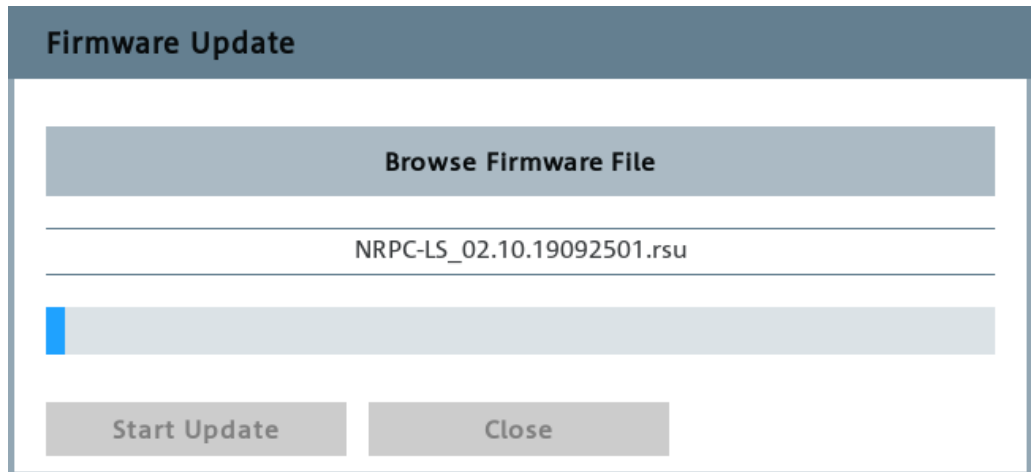 Firmware Update
Browse Firmware File
NRPC-LS_02.10.19092501.rsu
Start Update
Close